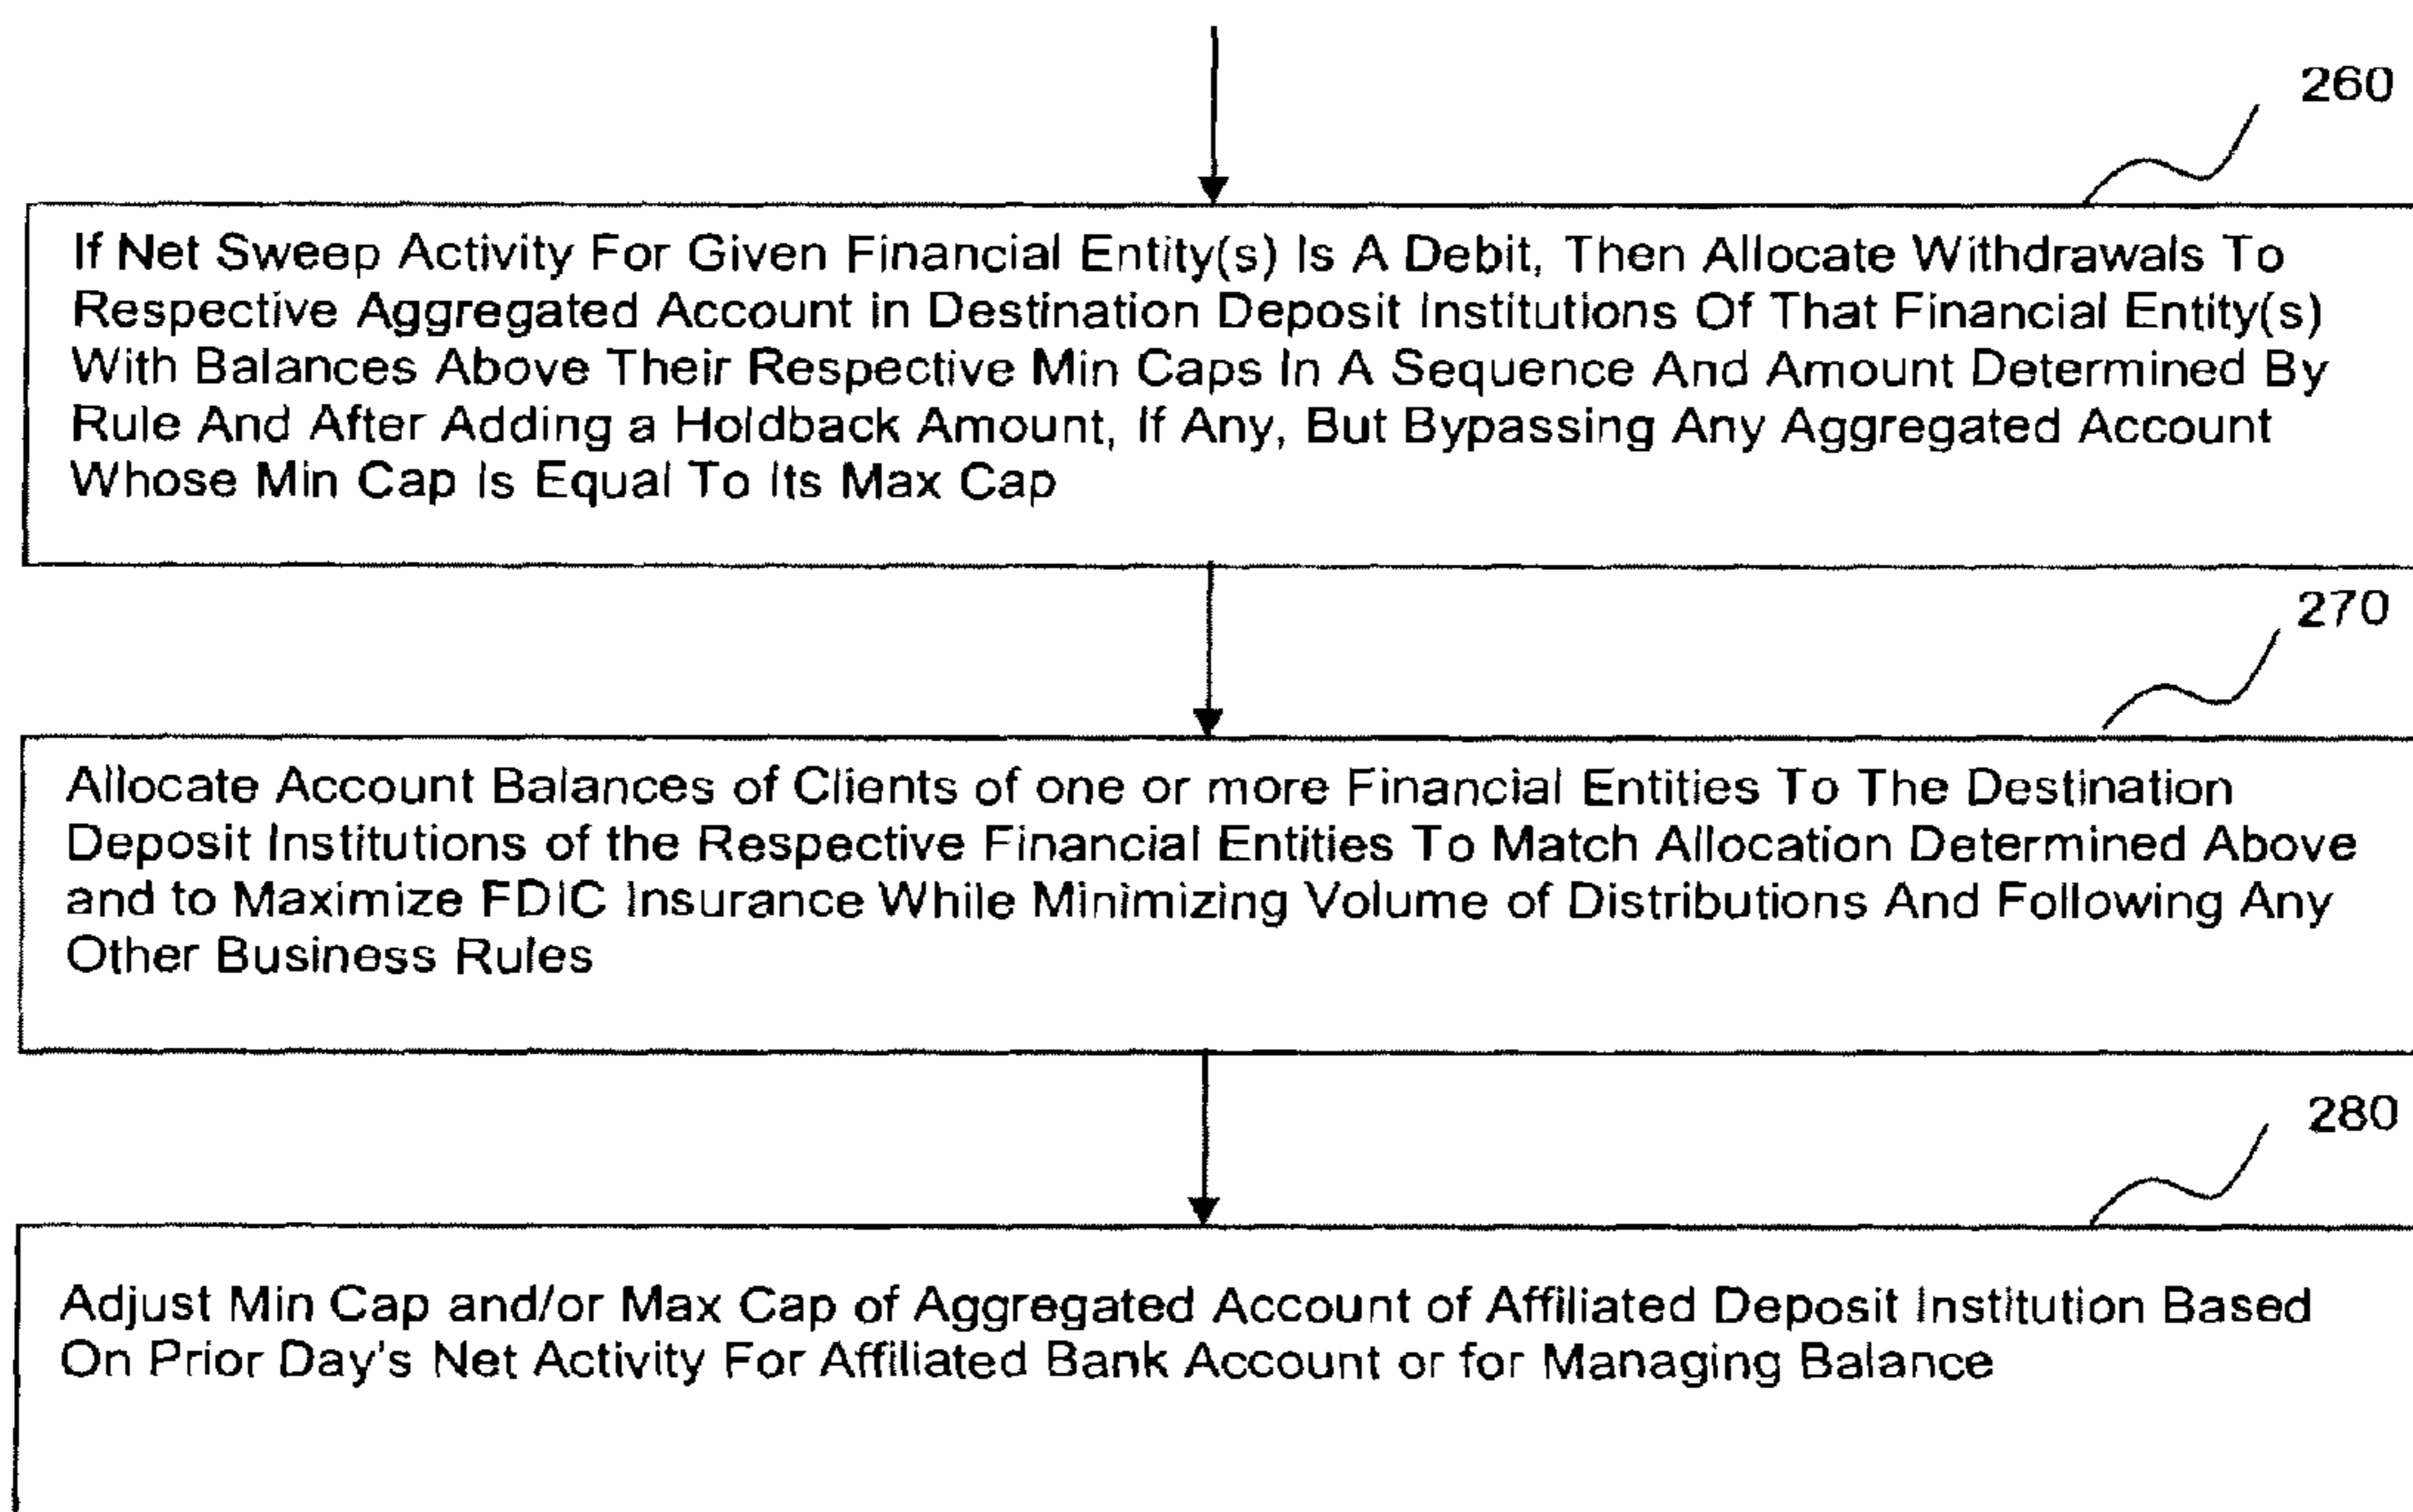 260
If Net Sweep Activity For Given Financial Entity(s) Is A Debit, Then Allocate Withdrawals To
Respective Aggregated Account in Destination Deposit Institutions Of That Financial Entity(s)
With Balances Above Their Respective Min Caps In A Sequence And Amount Determined By
Rule And After Adding a Holdback Amount, If Any, But Bypassing Any Aggregated Account
Whose Min Cap Is Equal To Its Max Cap
270
Allocate Account Balances of Clients of one or more Financial Entities To The Destination
Deposit Institutions of the Respective Financial Entities To Match Allocation Determined Above
and to Maximize FDIC Insurance While Minimizing Volume of Distributions And Following Any
Other Business Rules
280
Adjust Min Cap and/or Max Cap of Aggregated Account of Affiliated Deposit Institution Based
On Prior Day's Net Activity For Affiliated Bank Account or for Managing Balance